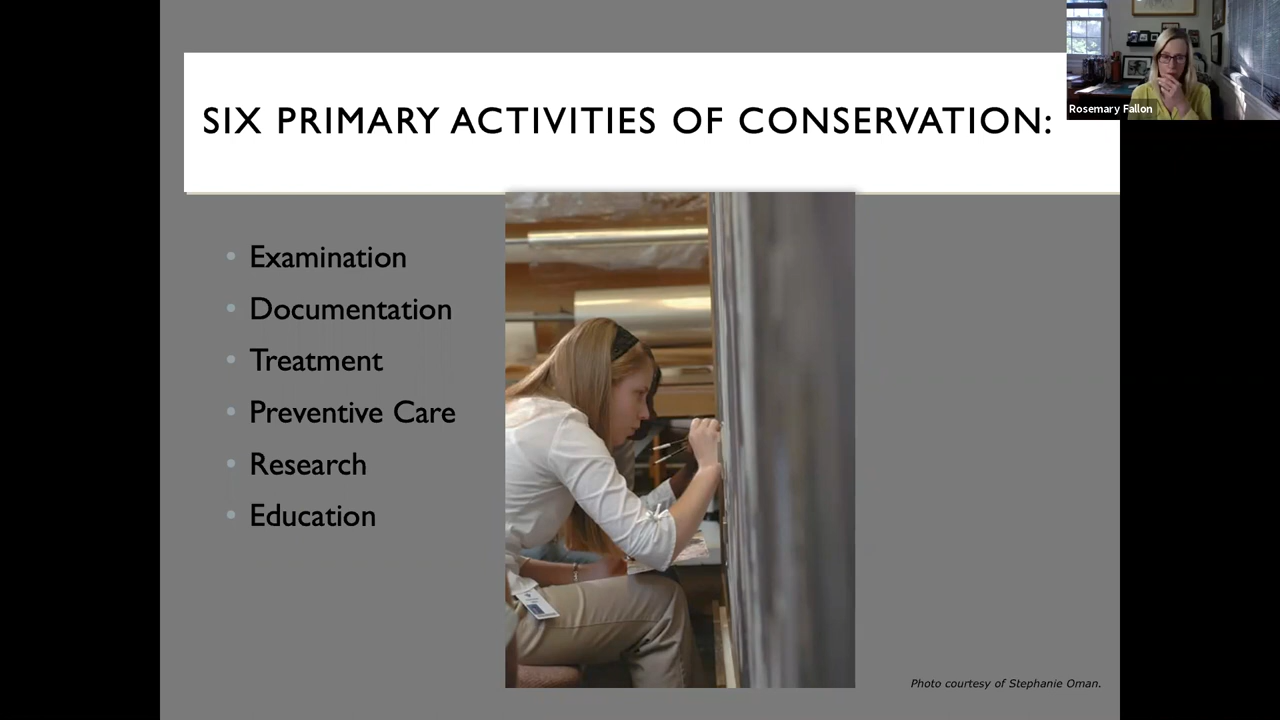 SIX PRIMARY ACTIVITIES OF CONSERVATION:
Rosemary Fallon
• Examination
• Documentation
• Treatment
• Preventive Care
• Research
• Education
Photo courtesy of Stephanie Oman.